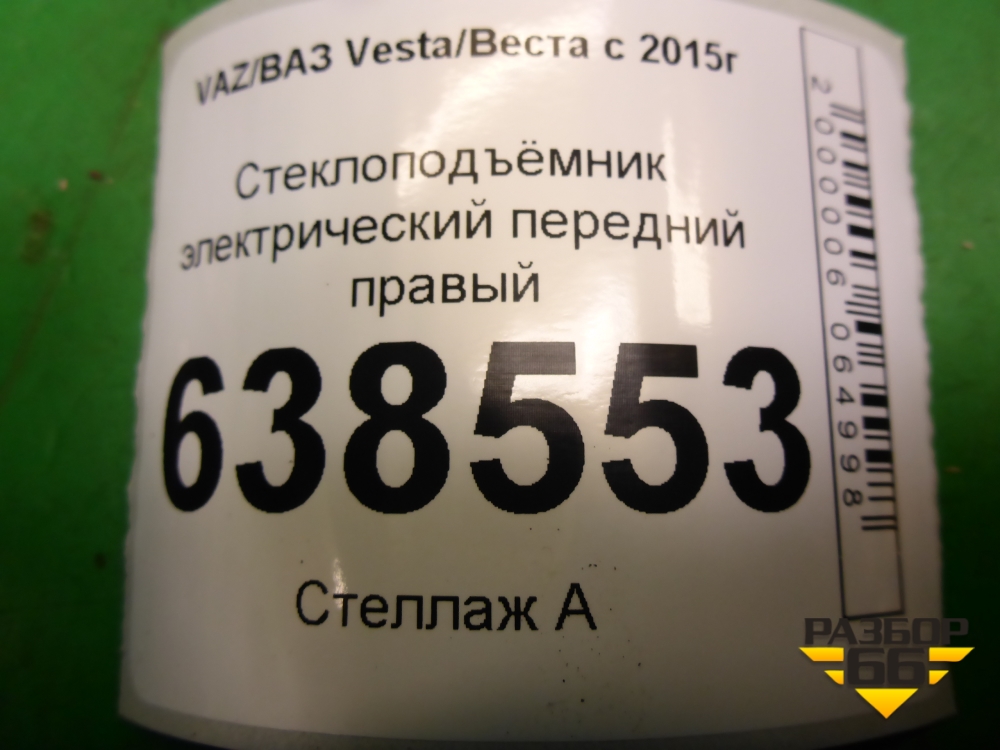 VAZ/ВАЗ Vesta/Веста с 2015г
Стеклоподъёмник
электрический передний
правый
638553
Стеллаж А
2000006064998
РАЗБОР
66